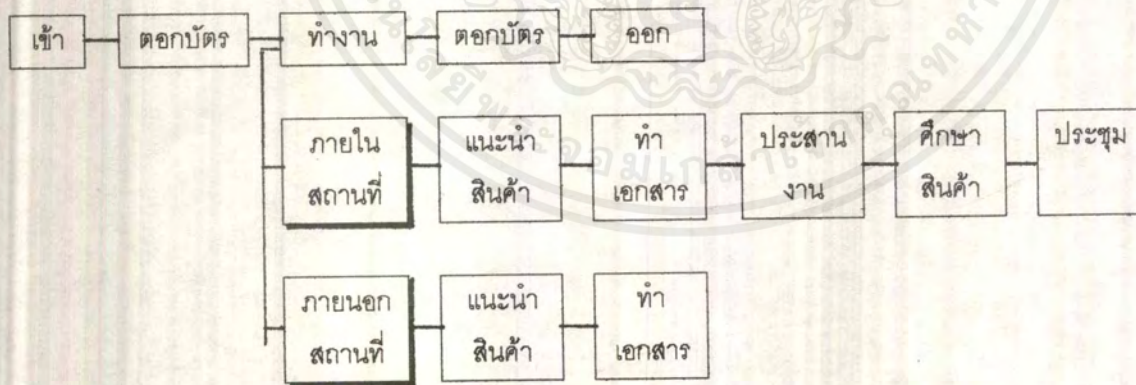 เข้า ตอกบัตร ทำงาน ตอกบัตร ออก
ภายใน แนะนำ ทำ ประสาน ศึกษา ประชุม
สถานที่ สินค้า เอกสาร งาน สินค้า
ภายนอก แนะนำ ทำ
สถานที่ สินค้า เอกสาร